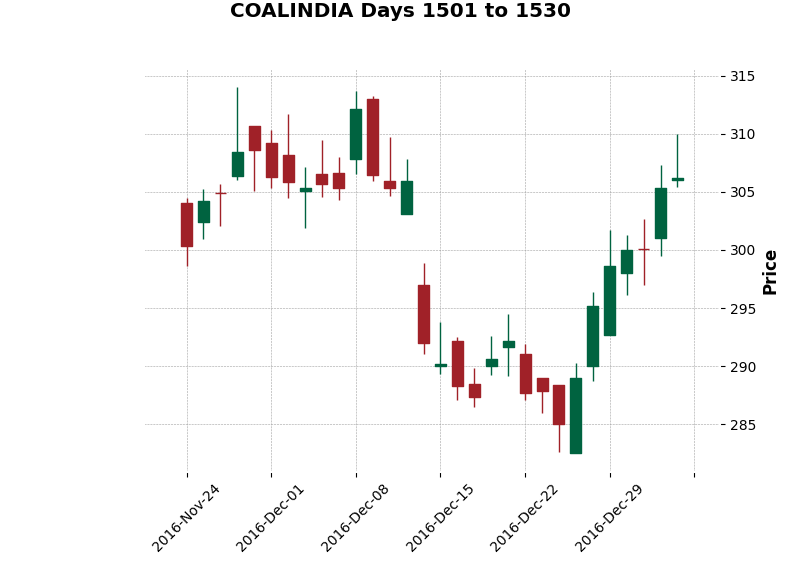 COALINDIA Days 1501 to 1530
315
310
305
300
295
290
285
Price
2016-Nov-24
2016-Dec-01
2016-Dec-08
2016-Dec-15
2016-Dec-22
2016-Dec-29